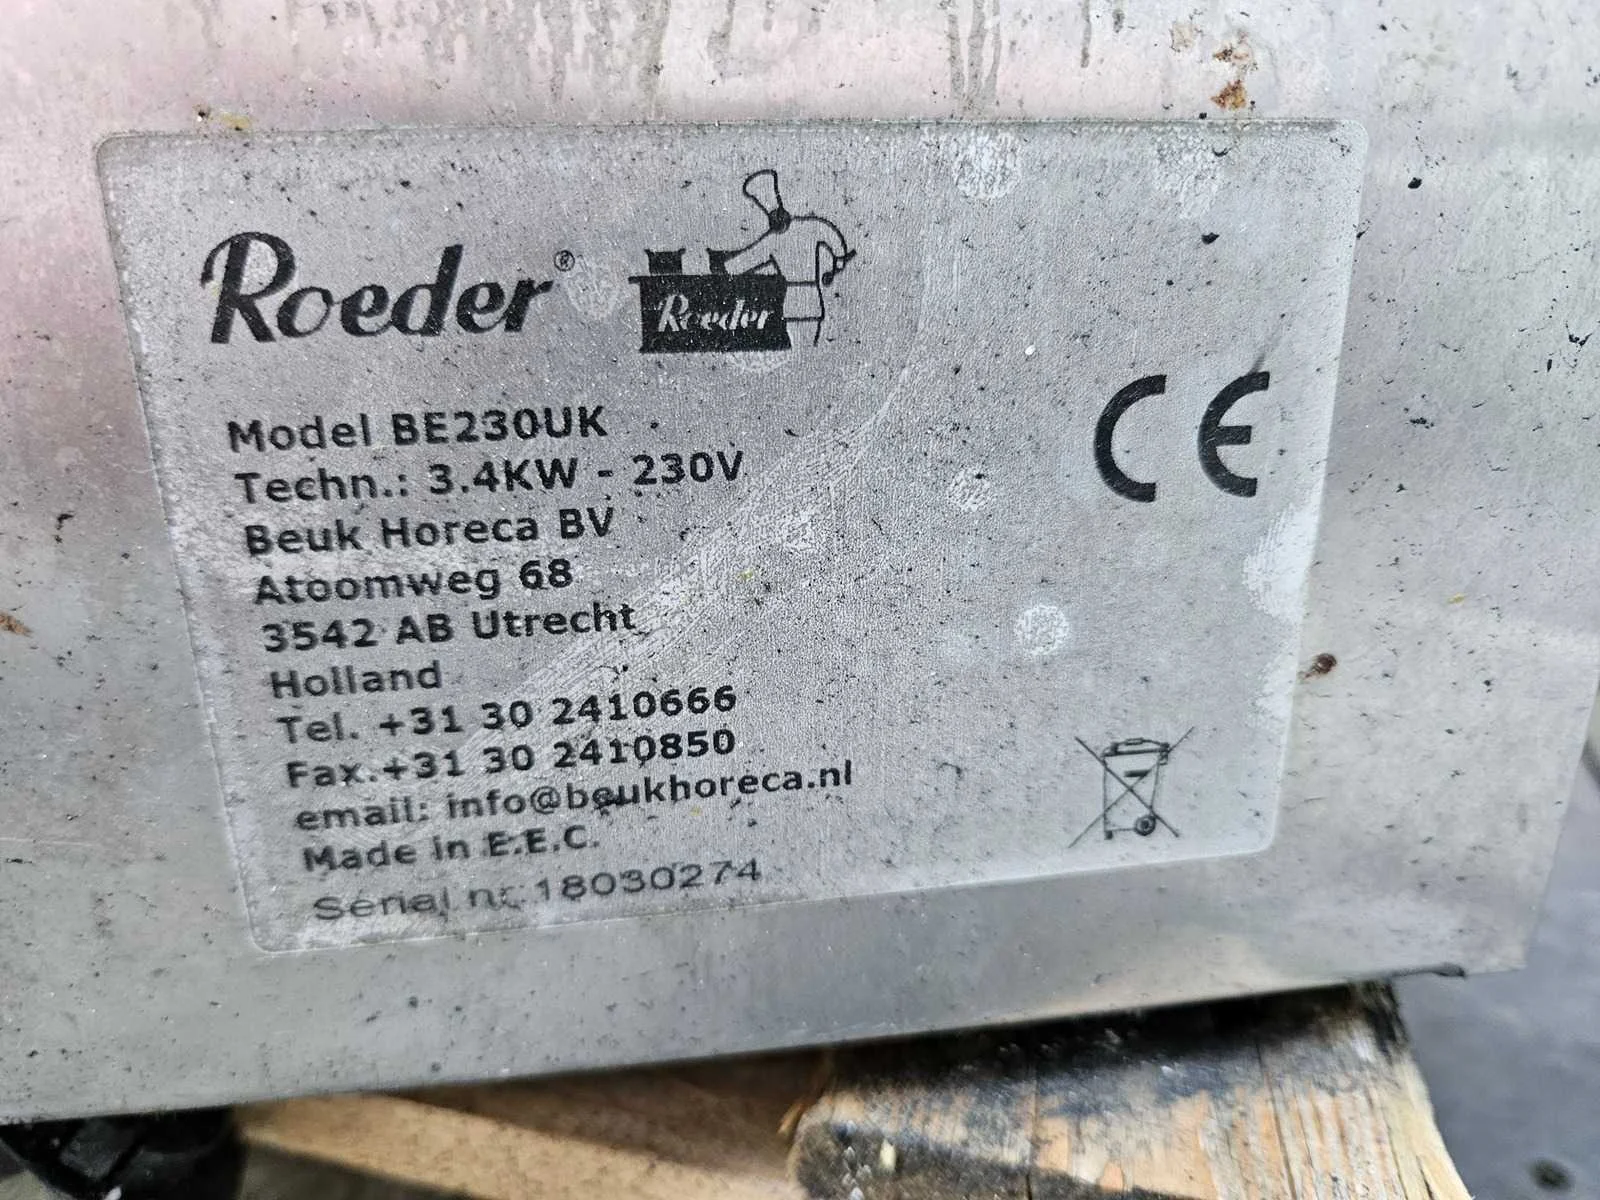 Roeder®
Roeder
Model BE230UK
Techn.: 3.4KW - 230V
Beuk Horeca BV
Atoomweg 68
3542 AB Utrecht
Holland
Tel. +31 30 2410666
Fax.+31 30 2410850
email: info@beukhoreca.nl
Made in E.E.C.
Serial nr.18030274
CE